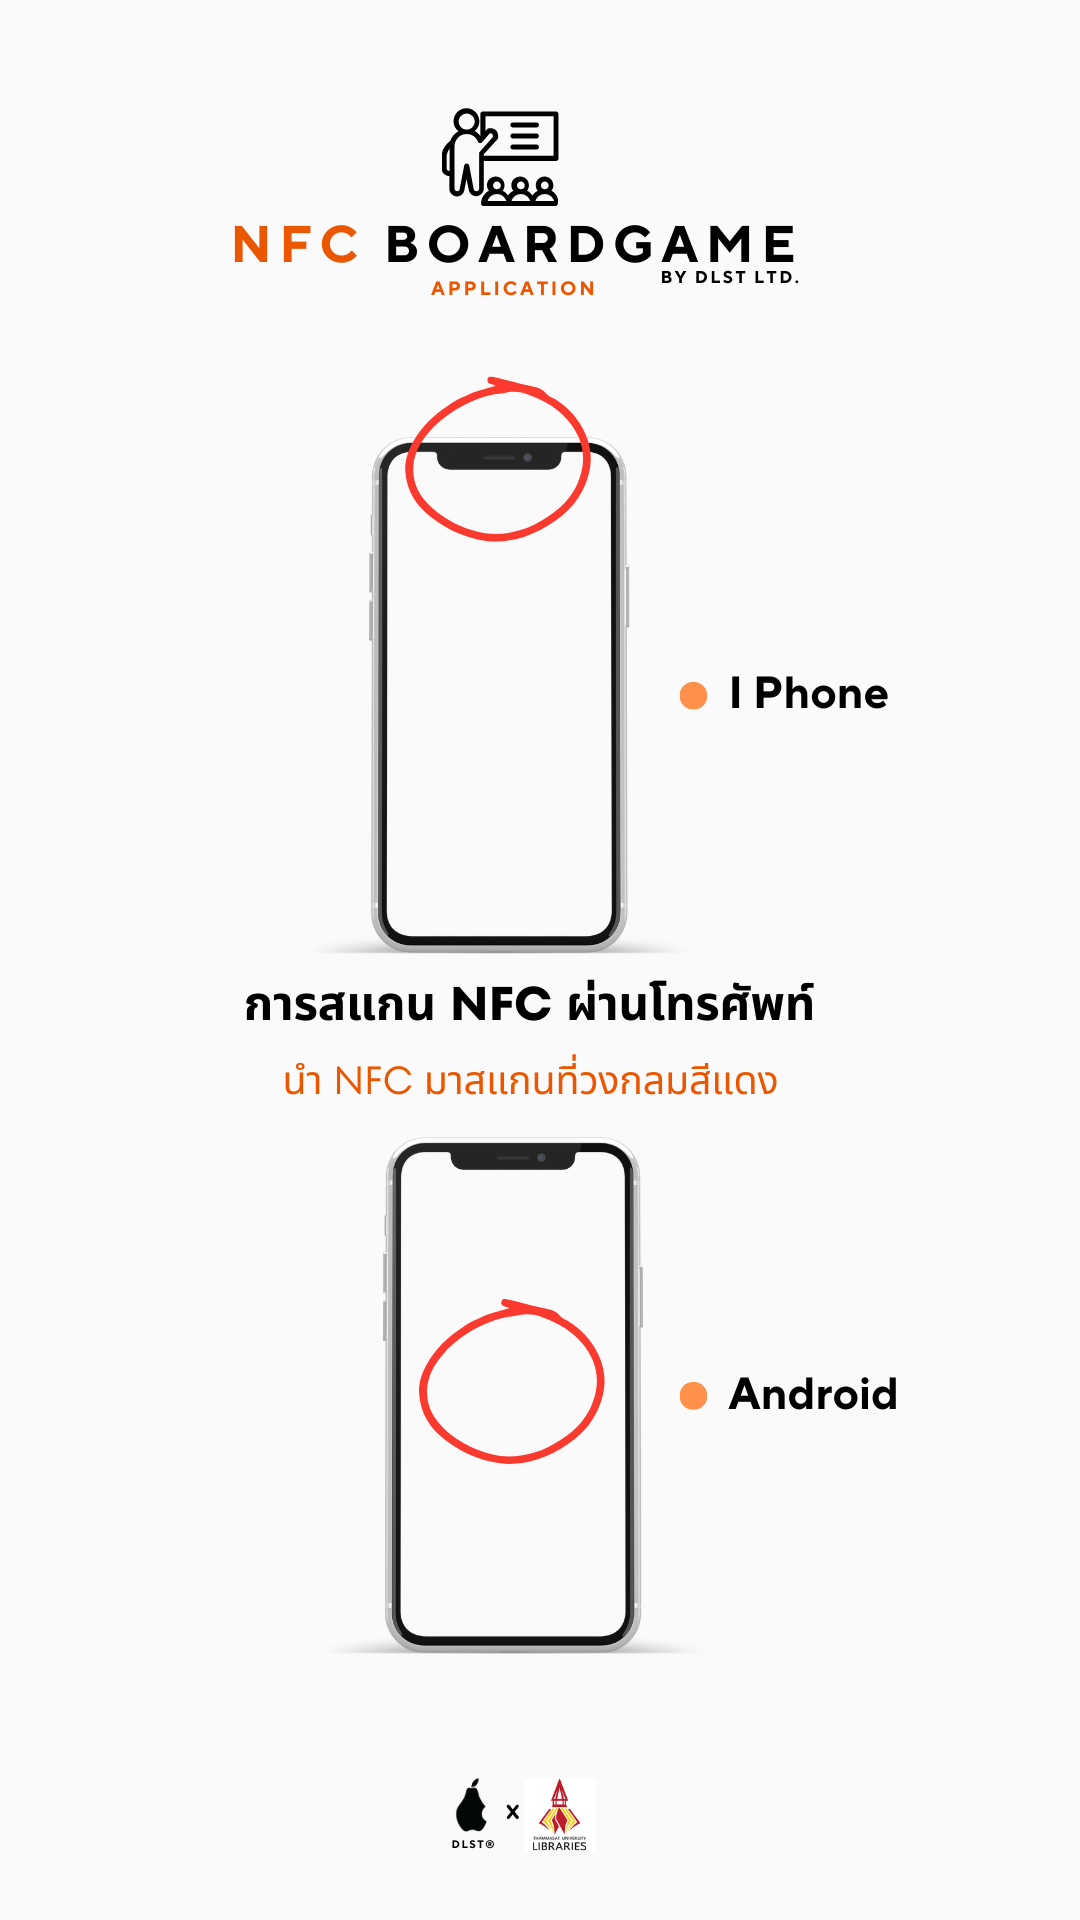 NFC BOARDGAME
BY DLST LTD.
APPLICATION
I Phone
การสแกน NFC ผ่านโทรศัพท์
นำ NFC มาสแกนที่วงกลมสีแดง
Android
DLST® x
THAMMASAT UNIVERSITY
LIBRARIES